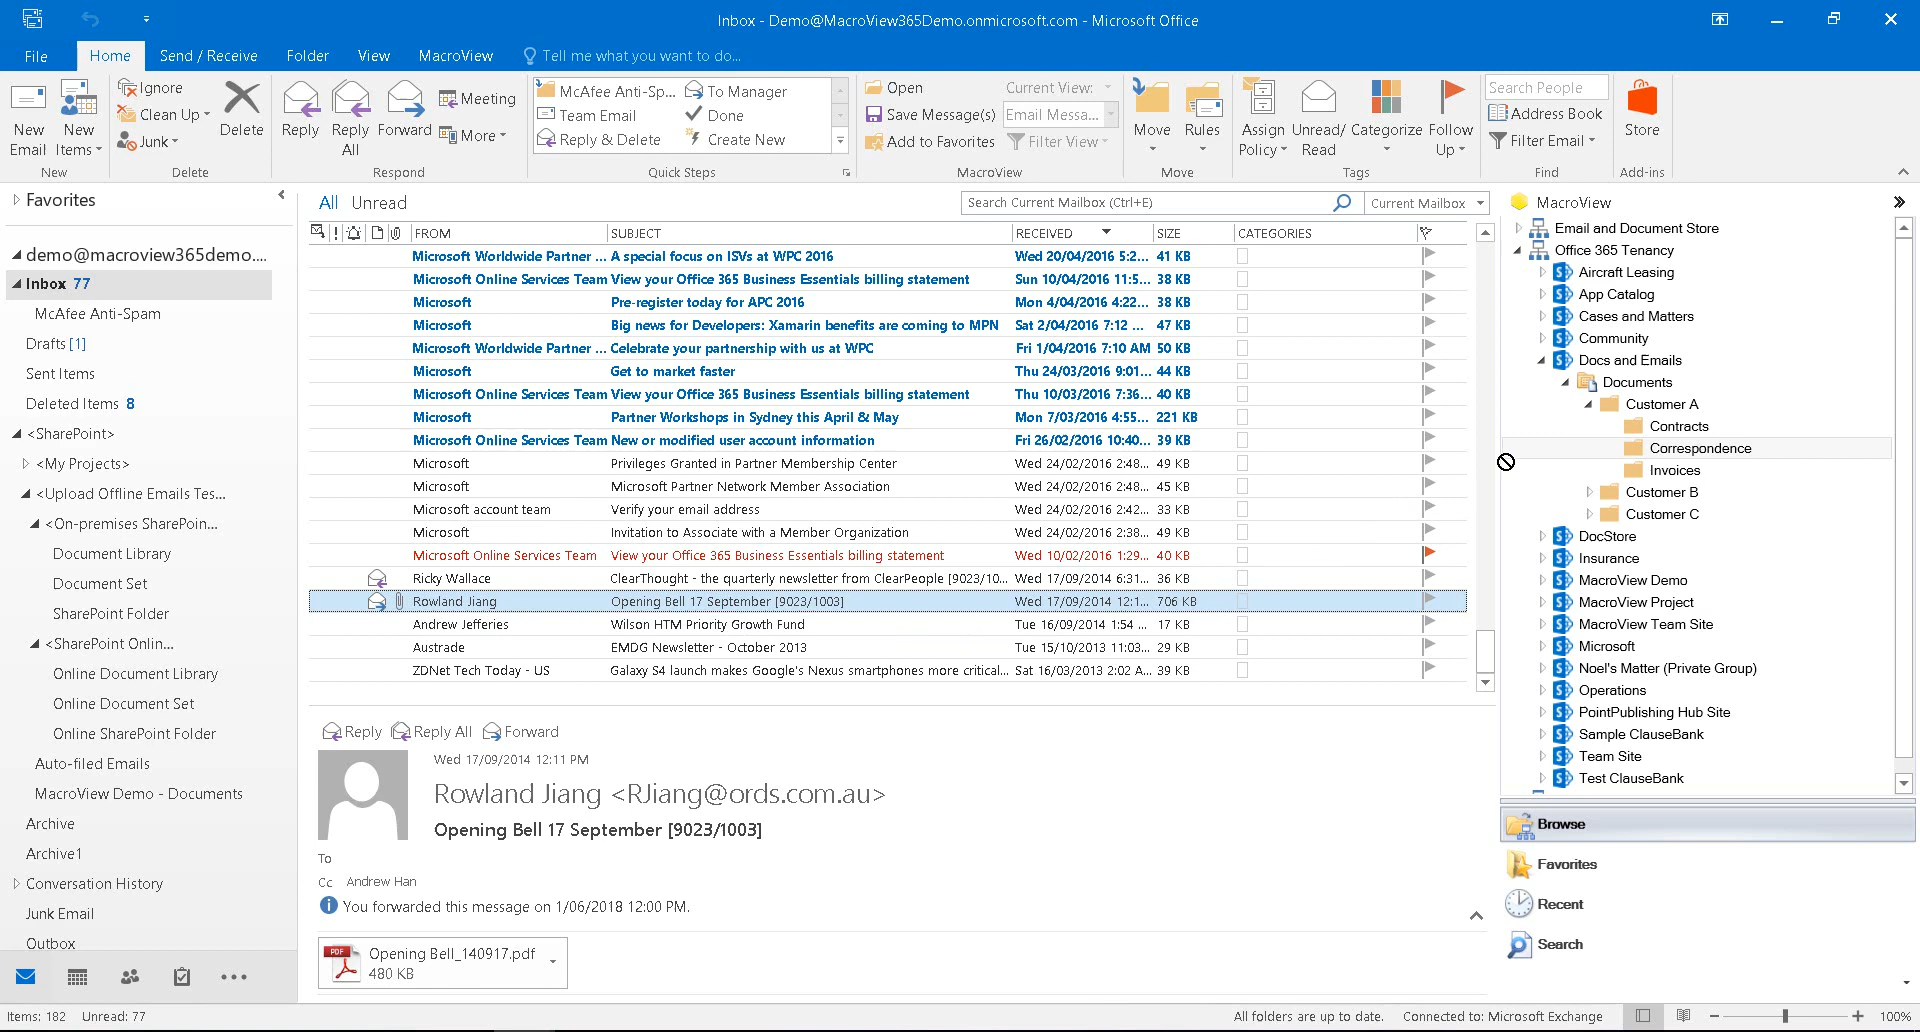 Inbox - Demo@MacroView365Demo.onmicrosoft.com - Microsoft Office
File Home Send / Receive Folder View MacroView Tell me what you want to do...
New Email
New Items
New
Ignore
Clean Up
Junk
Delete
Delete
Reply
Reply All
Forward
Meeting
More
Respond
McAfee Anti-Sp... To Manager
Team Email Done
Reply & Delete Create New
Quick Steps
Open Current View:
Save Message(s) Email Messa...
Add to Favorites Filter View
MacroView
Move
Rules
Move
Assign Policy
Unread/ Read
Categorize
Follow Up
Tags
Search People
Address Book
Filter Email
Find
Store
Add-ins
Favorites
demo@macroview365demo....
Inbox 77
McAfee Anti-Spam
Drafts [1]
Sent Items
Deleted Items 8
<SharePoint>
<My Projects>
<Upload Offline Emails Tes...
<On-premises SharePoin...
Document Library
Document Set
SharePoint Folder
<SharePoint Onlin...
Online Document Library
Online Document Set
Online SharePoint Folder
Auto-filed Emails
MacroView Demo - Documents
Archive
Archive1
Conversation History
Junk Email
Outbox
All Unread
Search Current Mailbox (Ctrl+E) Current Mailbox
! FROM SUBJECT RECEIVED SIZE CATEGORIES
Microsoft Worldwide Partner ... A special focus on ISVs at WPC 2016 Wed 20/04/2016 5:2... 41 KB
Microsoft Online Services Team View your Office 365 Business Essentials billing statement Sun 10/04/2016 11:5... 38 KB
Microsoft Pre-register today for APC 2016 Mon 4/04/2016 4:22... 38 KB
Microsoft Big news for Developers: Xamarin benefits are coming to MPN Sat 2/04/2016 7:12 ... 47 KB
Microsoft Worldwide Partner ... Celebrate your partnership with us at WPC Fri 1/04/2016 7:10 AM 50 KB
Microsoft Get to market faster Thu 24/03/2016 9:01... 44 KB
Microsoft Online Services Team View your Office 365 Business Essentials billing statement Thu 10/03/2016 7:36... 40 KB
Microsoft Partner Workshops in Sydney this April & May Mon 7/03/2016 4:55... 221 KB
Microsoft Online Services Team New or modified user account information Fri 26/02/2016 10:40... 39 KB
Microsoft Privileges Granted in Partner Membership Center Wed 24/02/2016 2:48... 49 KB
Microsoft Microsoft Partner Network Member Association Wed 24/02/2016 2:48... 45 KB
Microsoft account team Verify your email address Wed 24/02/2016 2:42... 33 KB
Microsoft Invitation to Associate with a Member Organization Wed 24/02/2016 2:38... 49 KB
Microsoft Online Services Team View your Office 365 Business Essentials billing statement Wed 10/02/2016 1:29... 40 KB
Ricky Wallace ClearThought - the quarterly newsletter from ClearPeople [9023/10... Wed 17/09/2014 6:31... 36 KB
Rowland Jiang Opening Bell 17 September [9023/1003] Wed 17/09/2014 12:1... 706 KB
Andrew Jefferies Wilson HTM Priority Growth Fund Tue 16/09/2014 1:54 ... 17 KB
Austrade EMDG Newsletter - October 2013 Tue 15/10/2013 11:03... 29 KB
ZDNet Tech Today - US Galaxy S4 launch makes Google's Nexus smartphones more critical... Sat 16/03/2013 2:02 A... 39 KB
Reply Reply All Forward
Wed 17/09/2014 12:11 PM
Rowland Jiang <RJiang@ords.com.au>
Opening Bell 17 September [9023/1003]
To
Cc Andrew Han
You forwarded this message on 1/06/2018 12:00 PM.
PDF
Opening Bell_140917.pdf
480 KB
MacroView
Email and Document Store
Office 365 Tenancy
Aircraft Leasing
App Catalog
Cases and Matters
Community
Docs and Emails
Documents
Customer A
Contracts
Correspondence
Invoices
Customer B
Customer C
DocStore
Insurance
MacroView Demo
MacroView Project
MacroView Team Site
Microsoft
Noel's Matter (Private Group)
Operations
PointPublishing Hub Site
Sample ClauseBank
Team Site
Test ClauseBank
Browse
Favorites
Recent
Search
Items: 182 Unread: 77 All folders are up to date. Connected to: Microsoft Exchange 100%